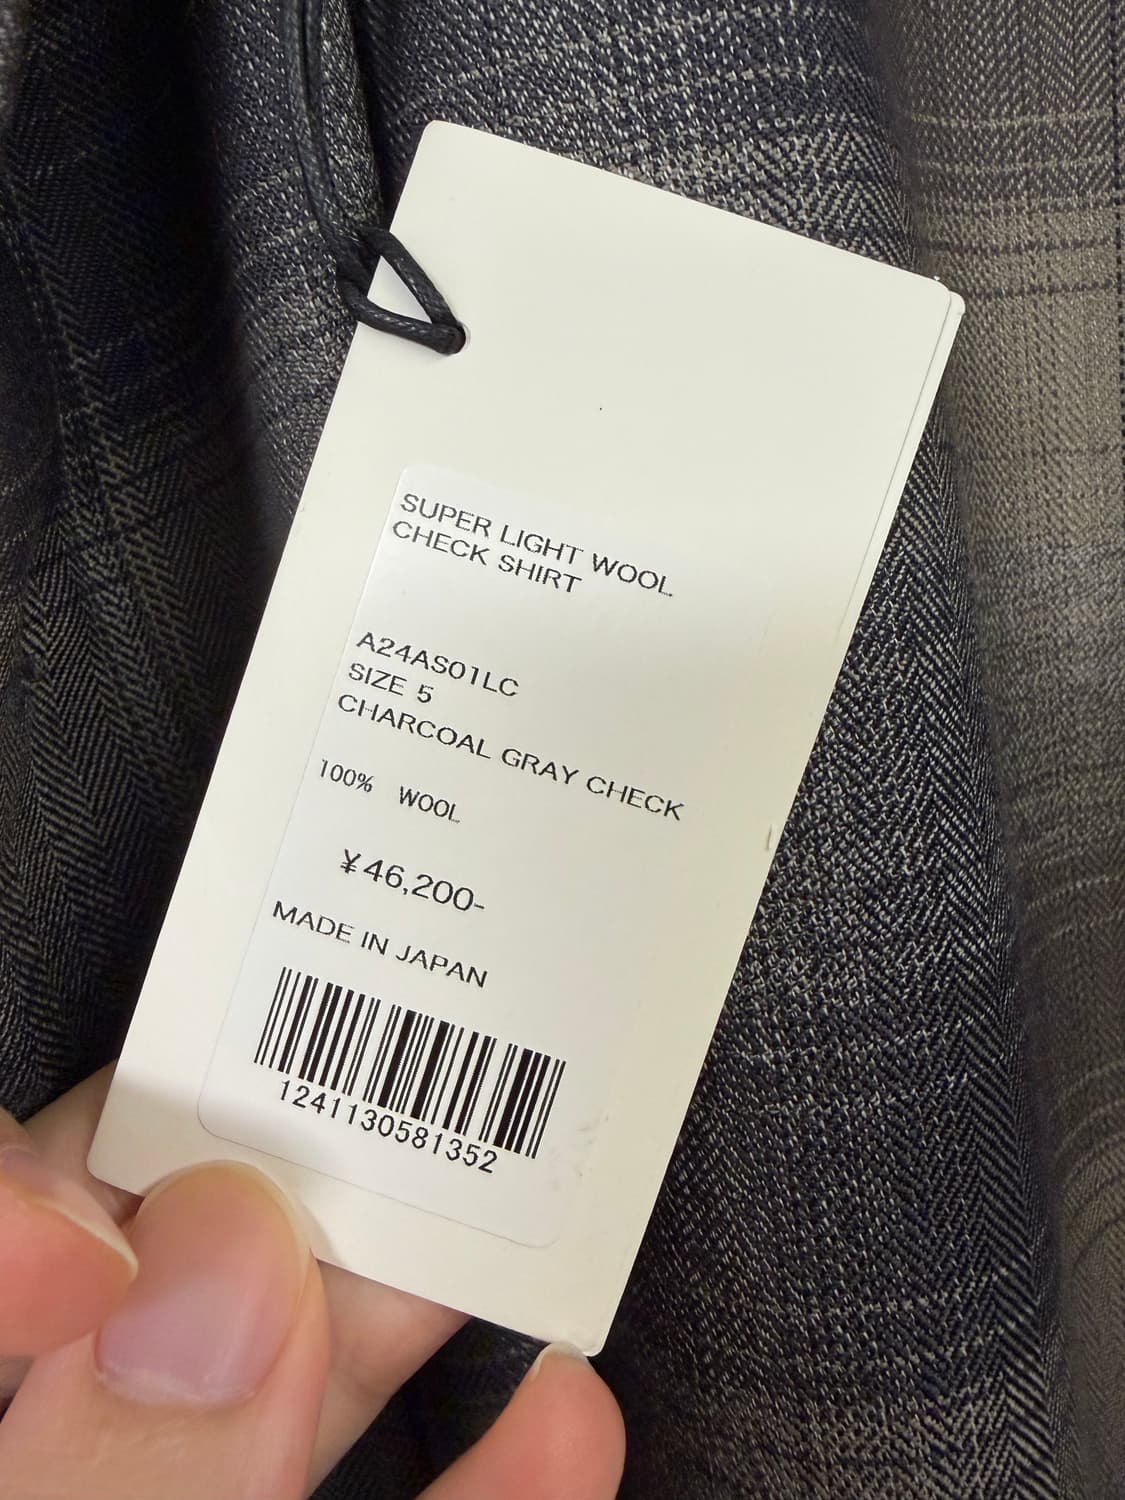 SUPER LIGHT WOOL
CHECK SHIRT
A24AS01LC
SIZE 5
CHARCOAL GRAY CHECK
100% WOOL
¥46,200-
MADE IN JAPAN
1241130581352